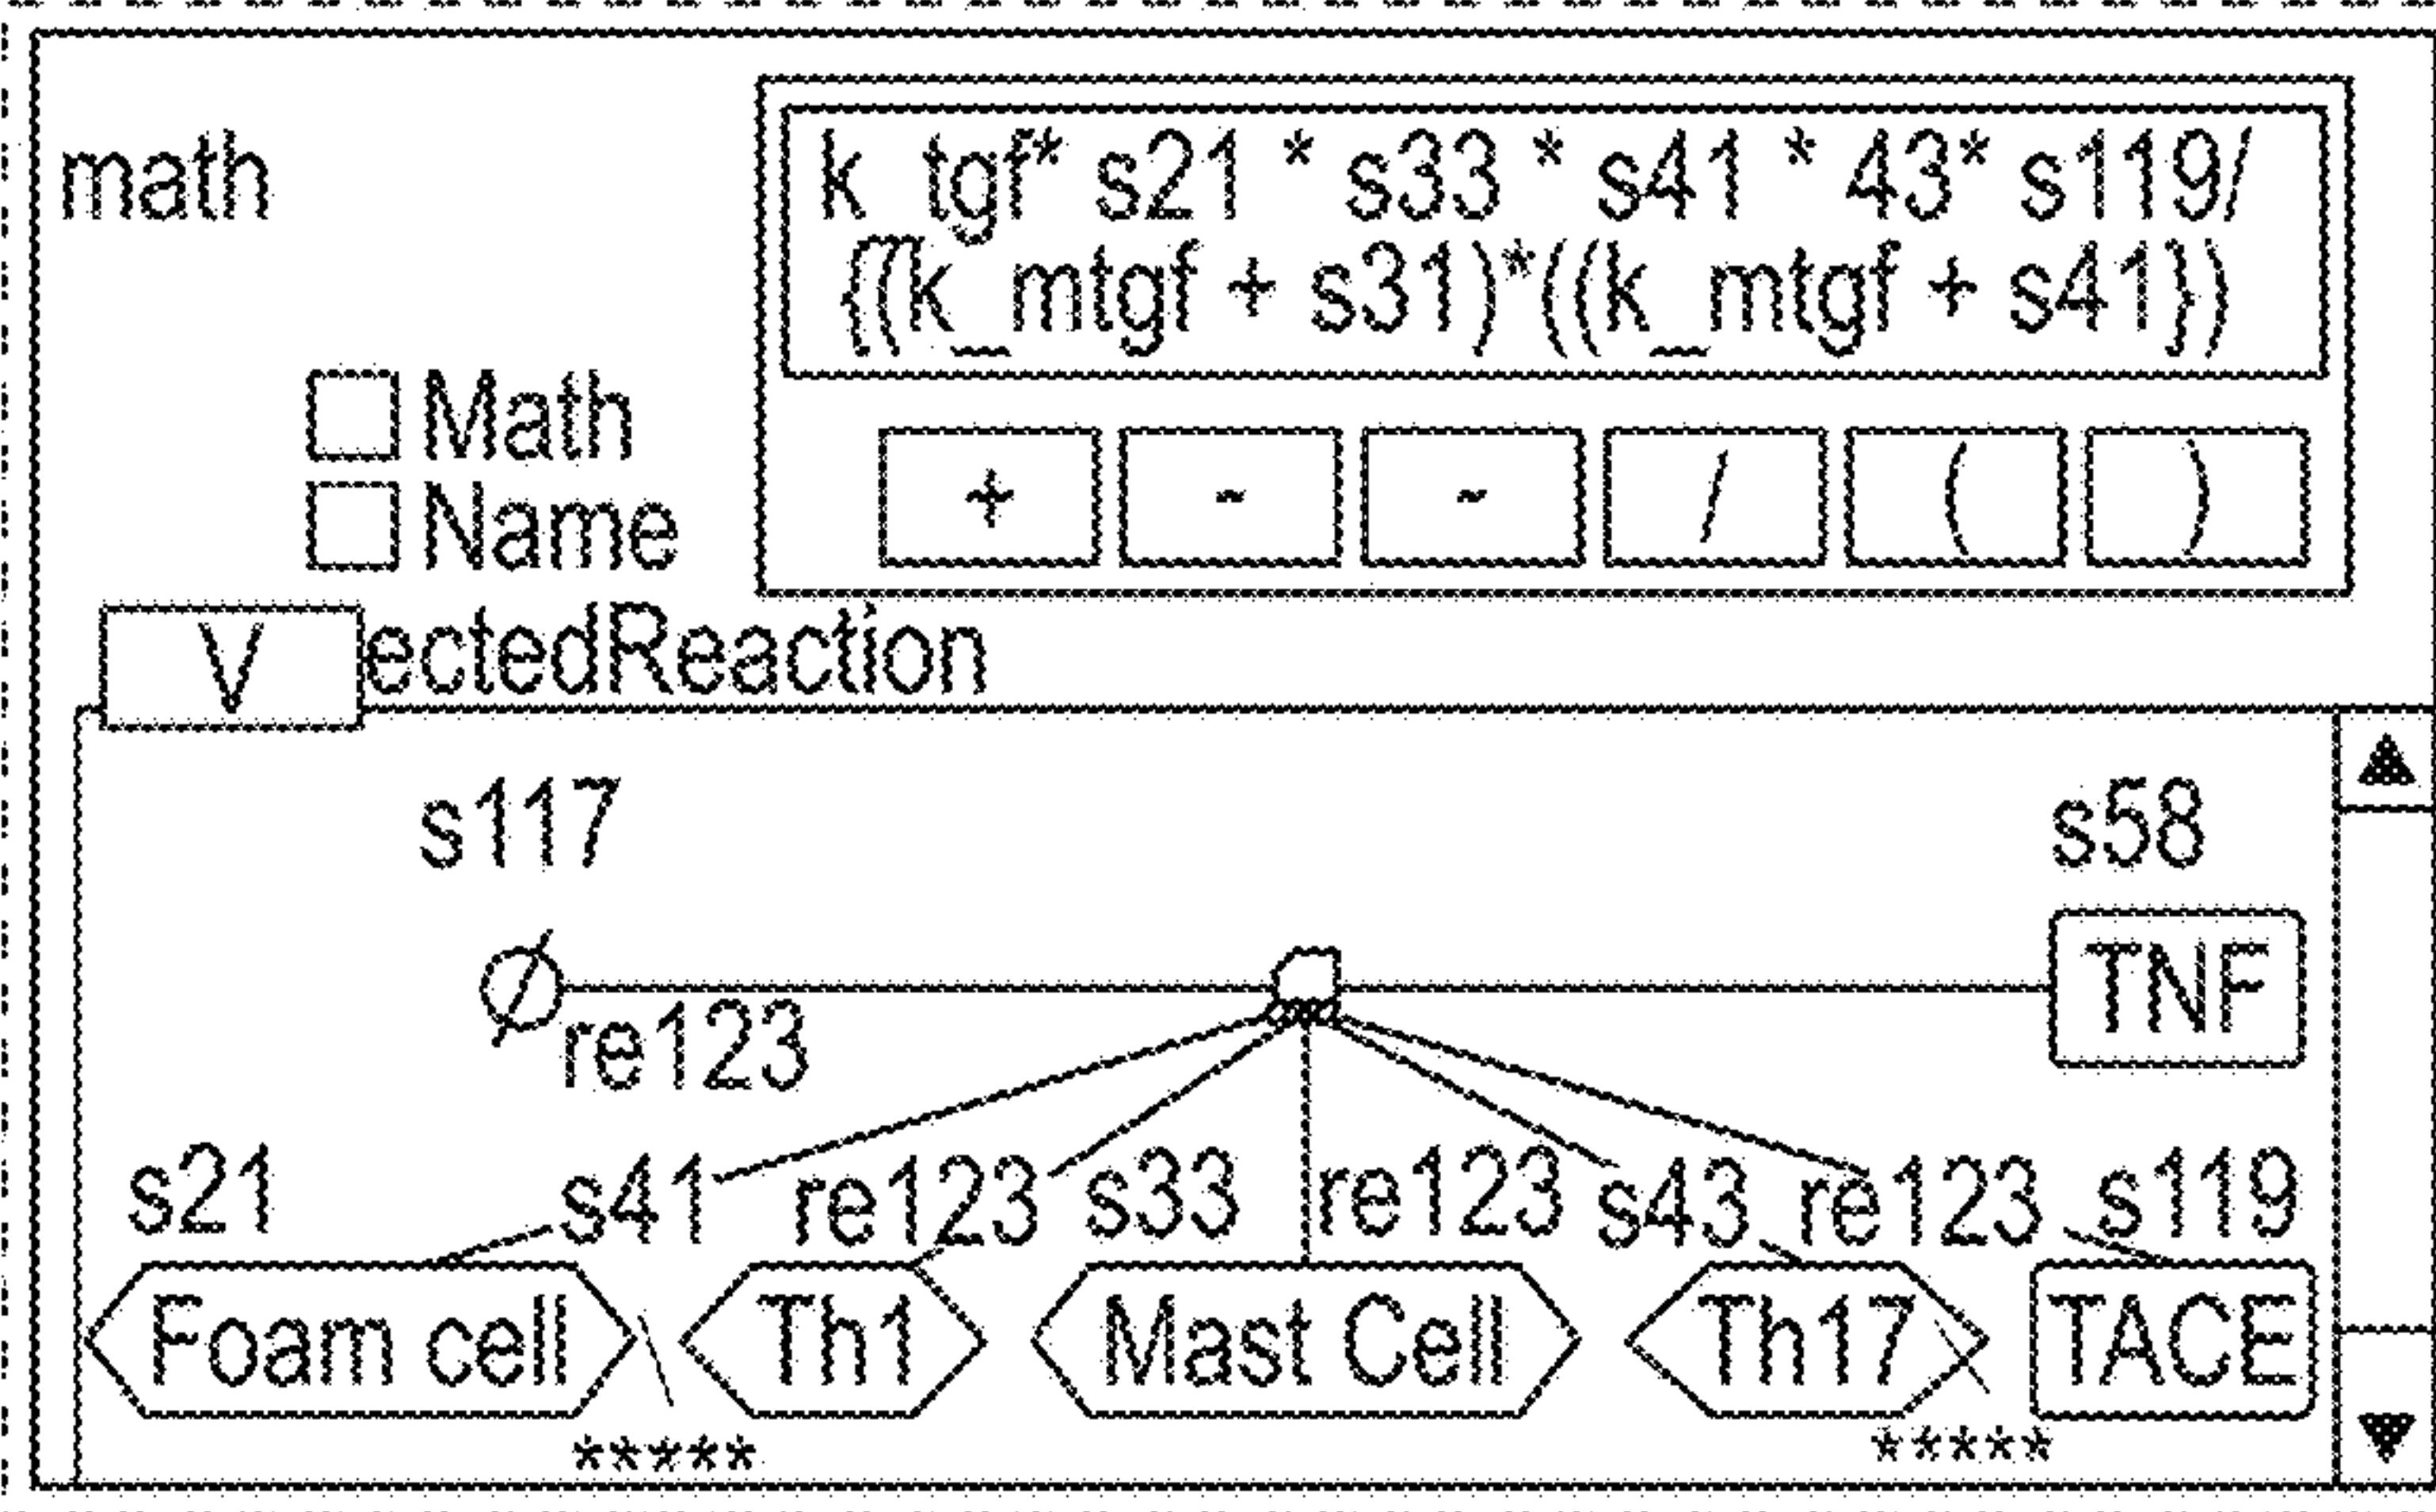 math
k tgf* s21 * s33 * s41 * 43* s119/
{(k_mtgf + s31)*((k_mtgf + s41})
Math
Name
+ - - / ( )
V ectedReaction
s117 s58
TNF
re123
s21 s41 re123 s33 re123 s43 re123 s119
Foam cell Th1 Mast Cell Th17 TACE
***** *****